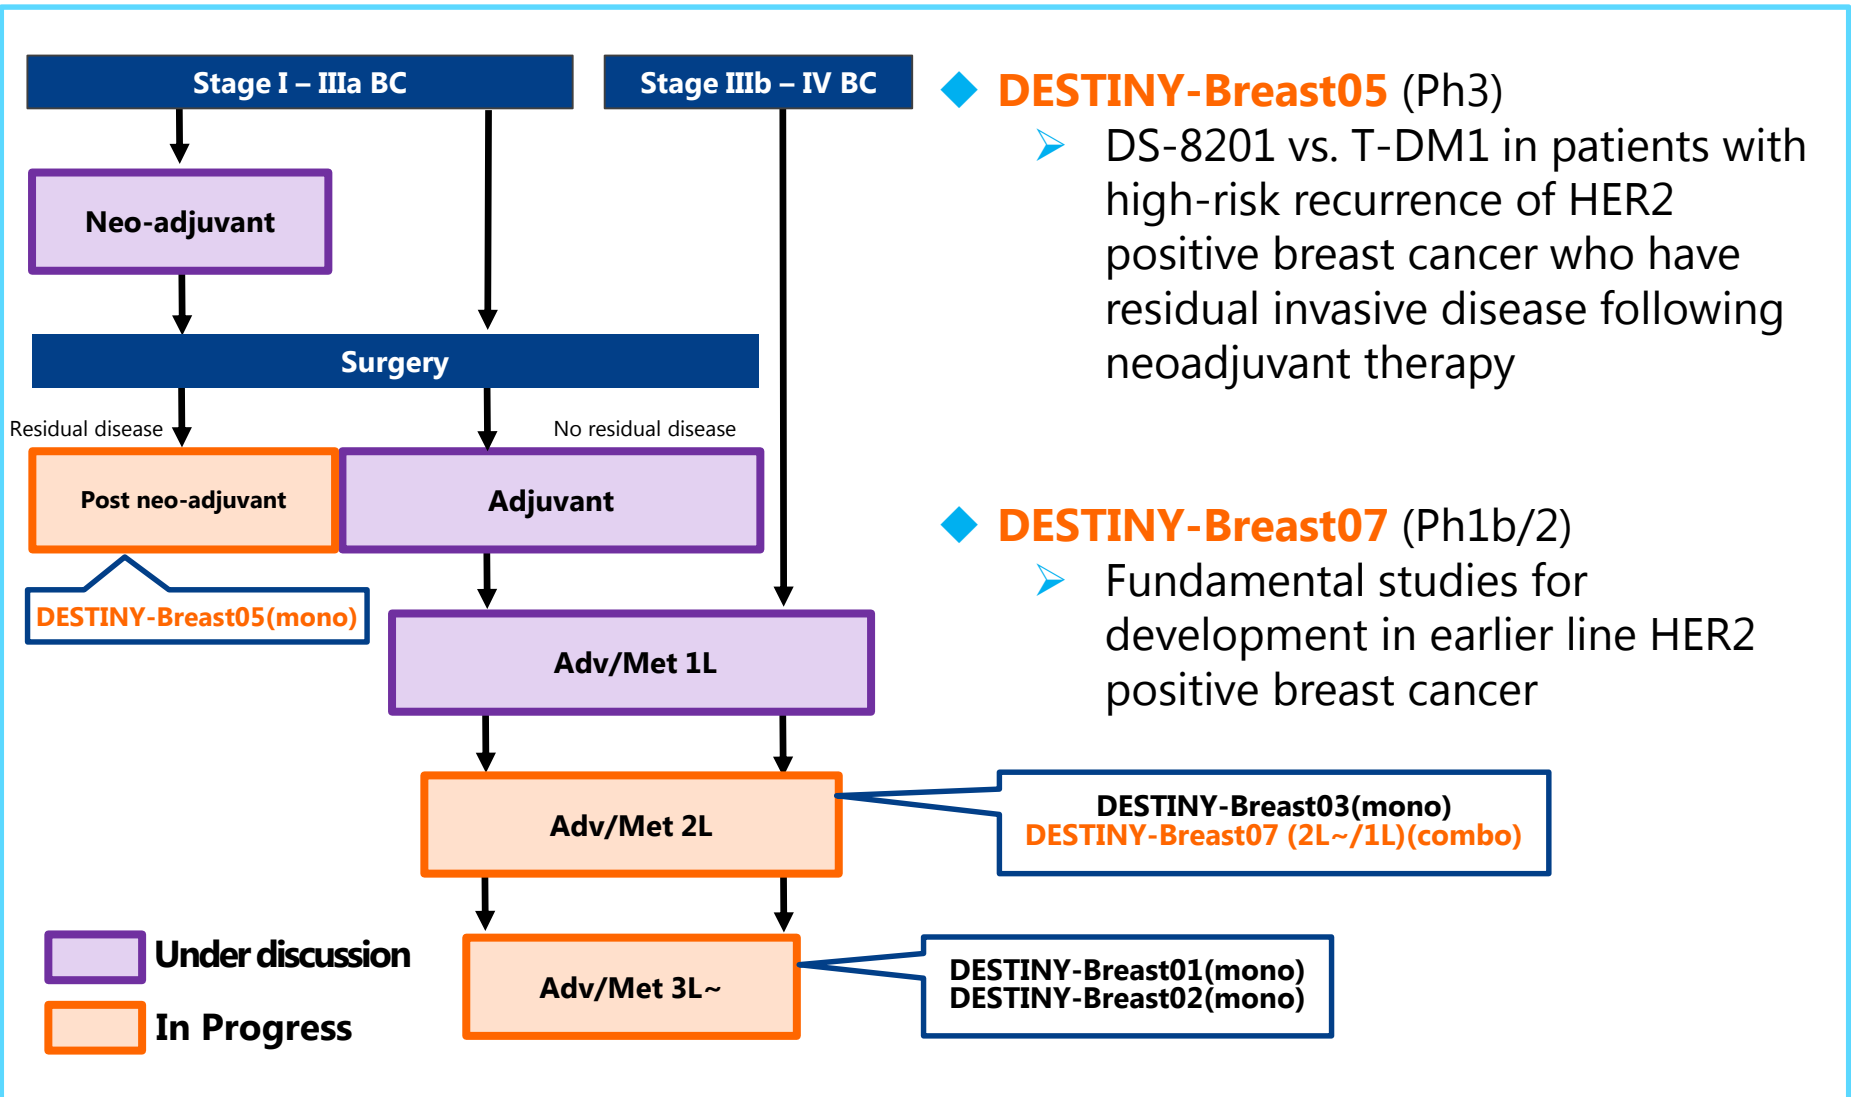 Stage I – IIIa BC
Stage IIIb – IV BC
Neo-adjuvant
Surgery
Residual disease
No residual disease
Post neo-adjuvant
Adjuvant
DESTINY-Breast05(mono)
Adv/Met 1L
Adv/Met 2L
DESTINY-Breast03(mono)
DESTINY-Breast07 (2L~/1L)(combo)
Adv/Met 3L~
DESTINY-Breast01(mono)
DESTINY-Breast02(mono)
Under discussion
In Progress
DESTINY-Breast05 (Ph3)
DS-8201 vs. T-DM1 in patients with
high-risk recurrence of HER2
positive breast cancer who have
residual invasive disease following
neoadjuvant therapy
DESTINY-Breast07 (Ph1b/2)
Fundamental studies for
development in earlier line HER2
positive breast cancer